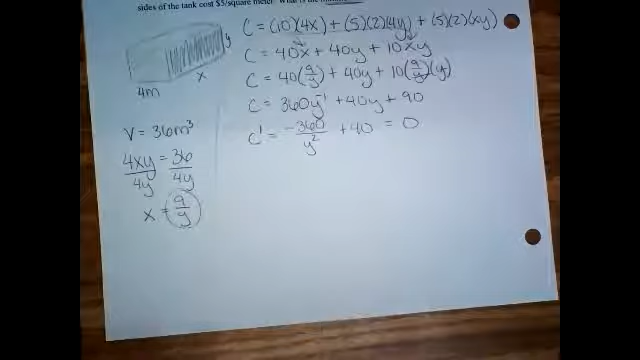 sides of the tank cost $5/square meter. What is the
C = (10)(4x) + (5)(2)(4y) + (5)(2)(xy)
C = 40x + 40y + 10xy
C = 40(9/y) + 40y + 10(9/y)(y)
C = 360y⁻¹ + 40y + 90
C' = -360/y² + 40 = 0
y
x
4m
V = 36m³
4xy/4y = 36/4y
x = 9/y